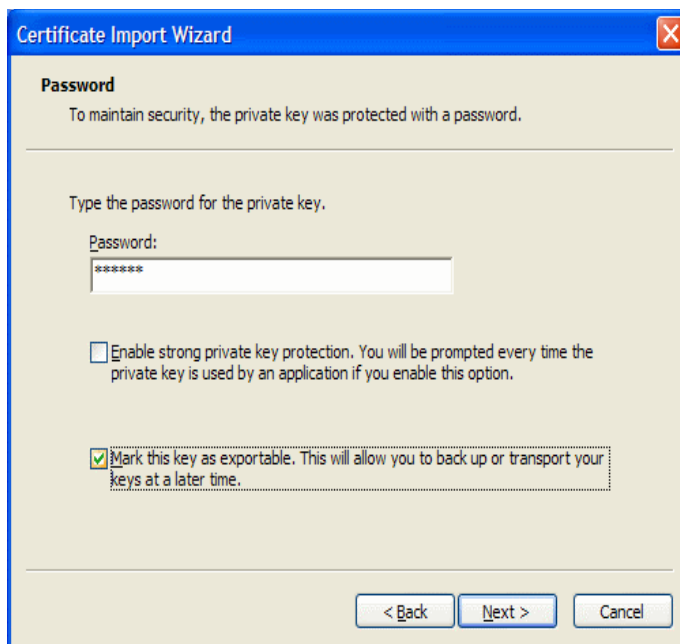 Certificate Import Wizard
Password
To maintain security, the private key was protected with a password.
Type the password for the private key.
Password:
******
Enable strong private key protection. You will be prompted every time the
private key is used by an application if you enable this option.
Mark this key as exportable. This will allow you to back up or transport your
keys at a later time.
< Back Next > Cancel